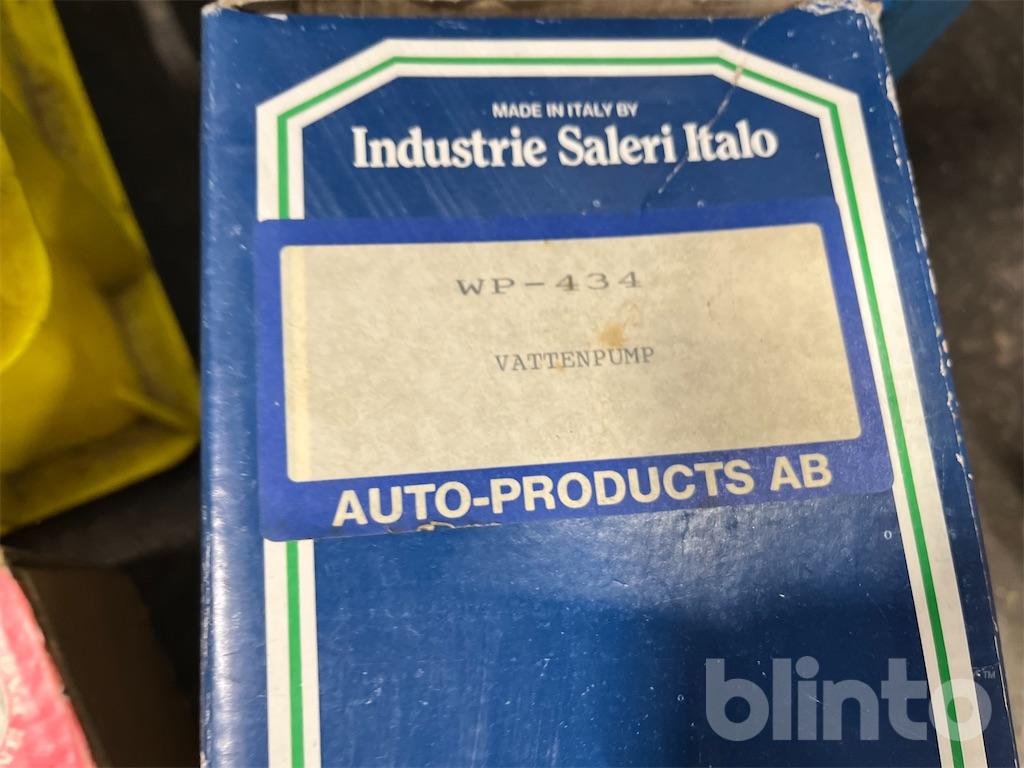 MADE IN ITALY BY
Industrie Saleri Italo
WP-434
VATTENPUMP
AUTO-PRODUCTS AB
blinto